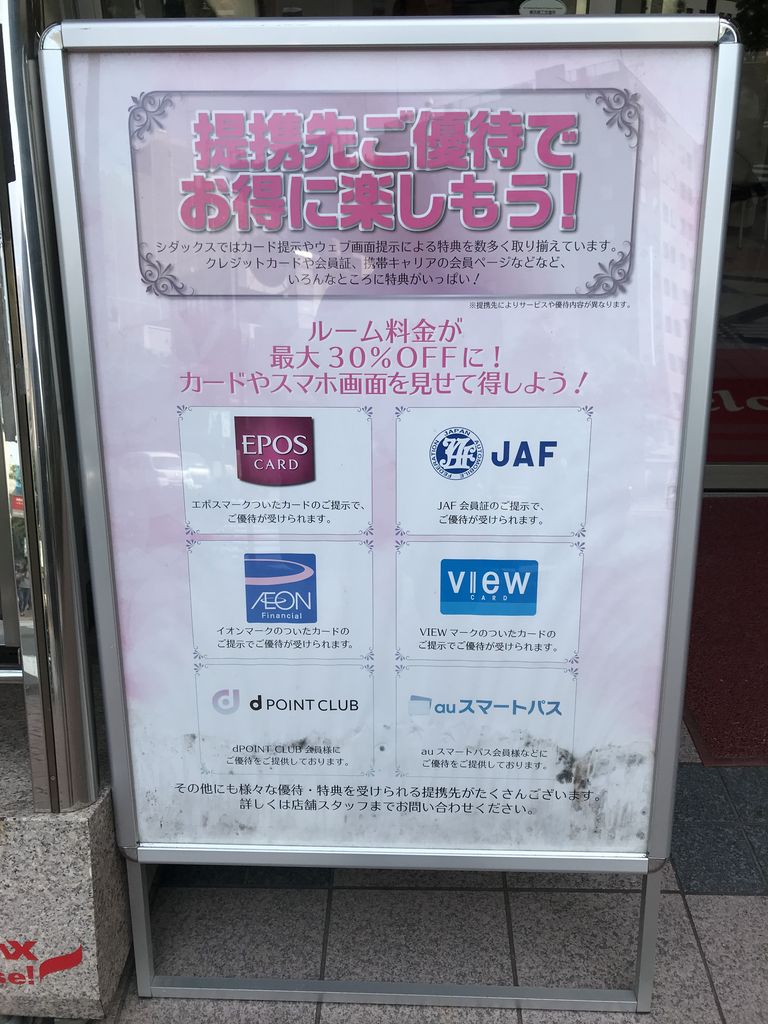 提携先ご優待で
お得に楽しもう!
シダックスではカード提示やウェブ画面提示による特典を数多く取り揃えています。
クレジットカードや会員証、携帯キャリアの会員ページなどなど、
いろんなところに特典がいっぱい!
※提携先によりサービスや優待内容が異なります。
ルーム料金が
最大30%OFFに!
カードやスマホ画面を見せて得しよう!
EPOS
CARD
エポスマークついたカードのご提示で、
ご優待が受けられます。
JAPAN AUTOMOBILE FEDERATION
JAF
JAF会員証のご提示で、
ご優待が受けられます。
ÆON
Financial
イオンマークのついたカードの
ご提示でご優待が受けられます。
VIEW
CARD
VIEWマークのついたカードの
ご提示でご優待が受けられます。
d POINT CLUB
dPOINT CLUB会員様に
ご優待をご提供しております。
auスマートパス
auスマートパス会員様などに
ご優待をご提供しております。
その他にも様々な優待・特典を受けられる提携先がたくさんございます。
詳しくは店舗スタッフまでお問い合わせください。